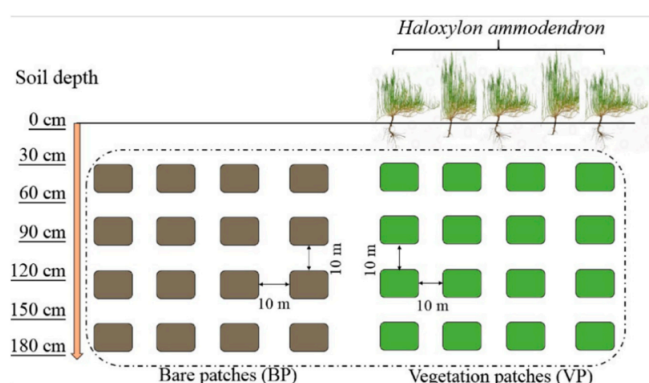 Haloxylon ammodendron
Soil depth
0 cm
30 cm
60 cm
90 cm
120 cm
150 cm
180 cm
10 m
10 m
10 m
10 m
Bare patches (BP)
Vegetation patches (VP)